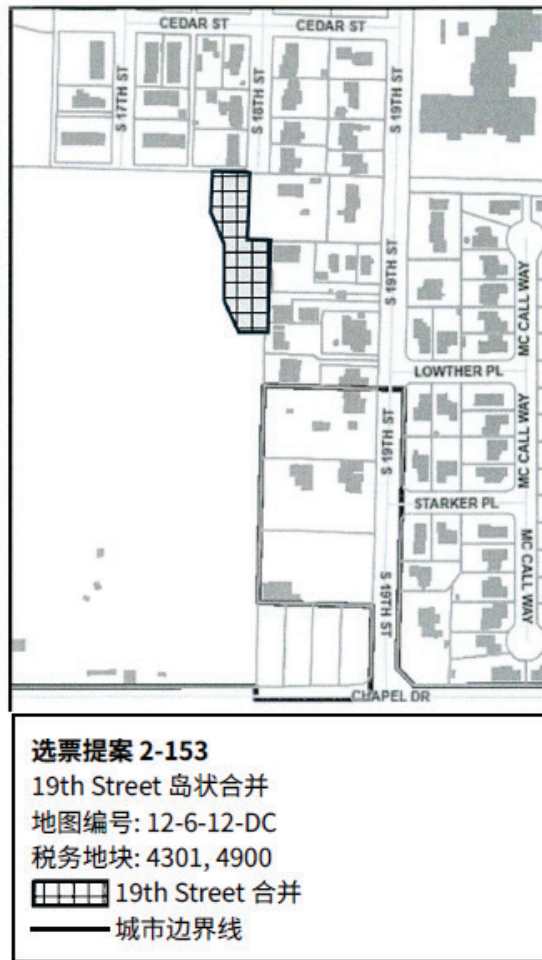 CEDAR ST
CEDAR ST
S 17TH ST
S 18TH ST
S 19TH ST
S 19TH ST
MC CALL WAY
LOWTHER PL
S 19TH ST
MC CALL WAY
STARKER PL
S 19TH ST
MC CALL WAY
CHAPEL DR
选票提案 2-153
19th Street 岛状合并
地图编号: 12-6-12-DC
税务地块: 4301, 4900
19th Street 合并
城市边界线